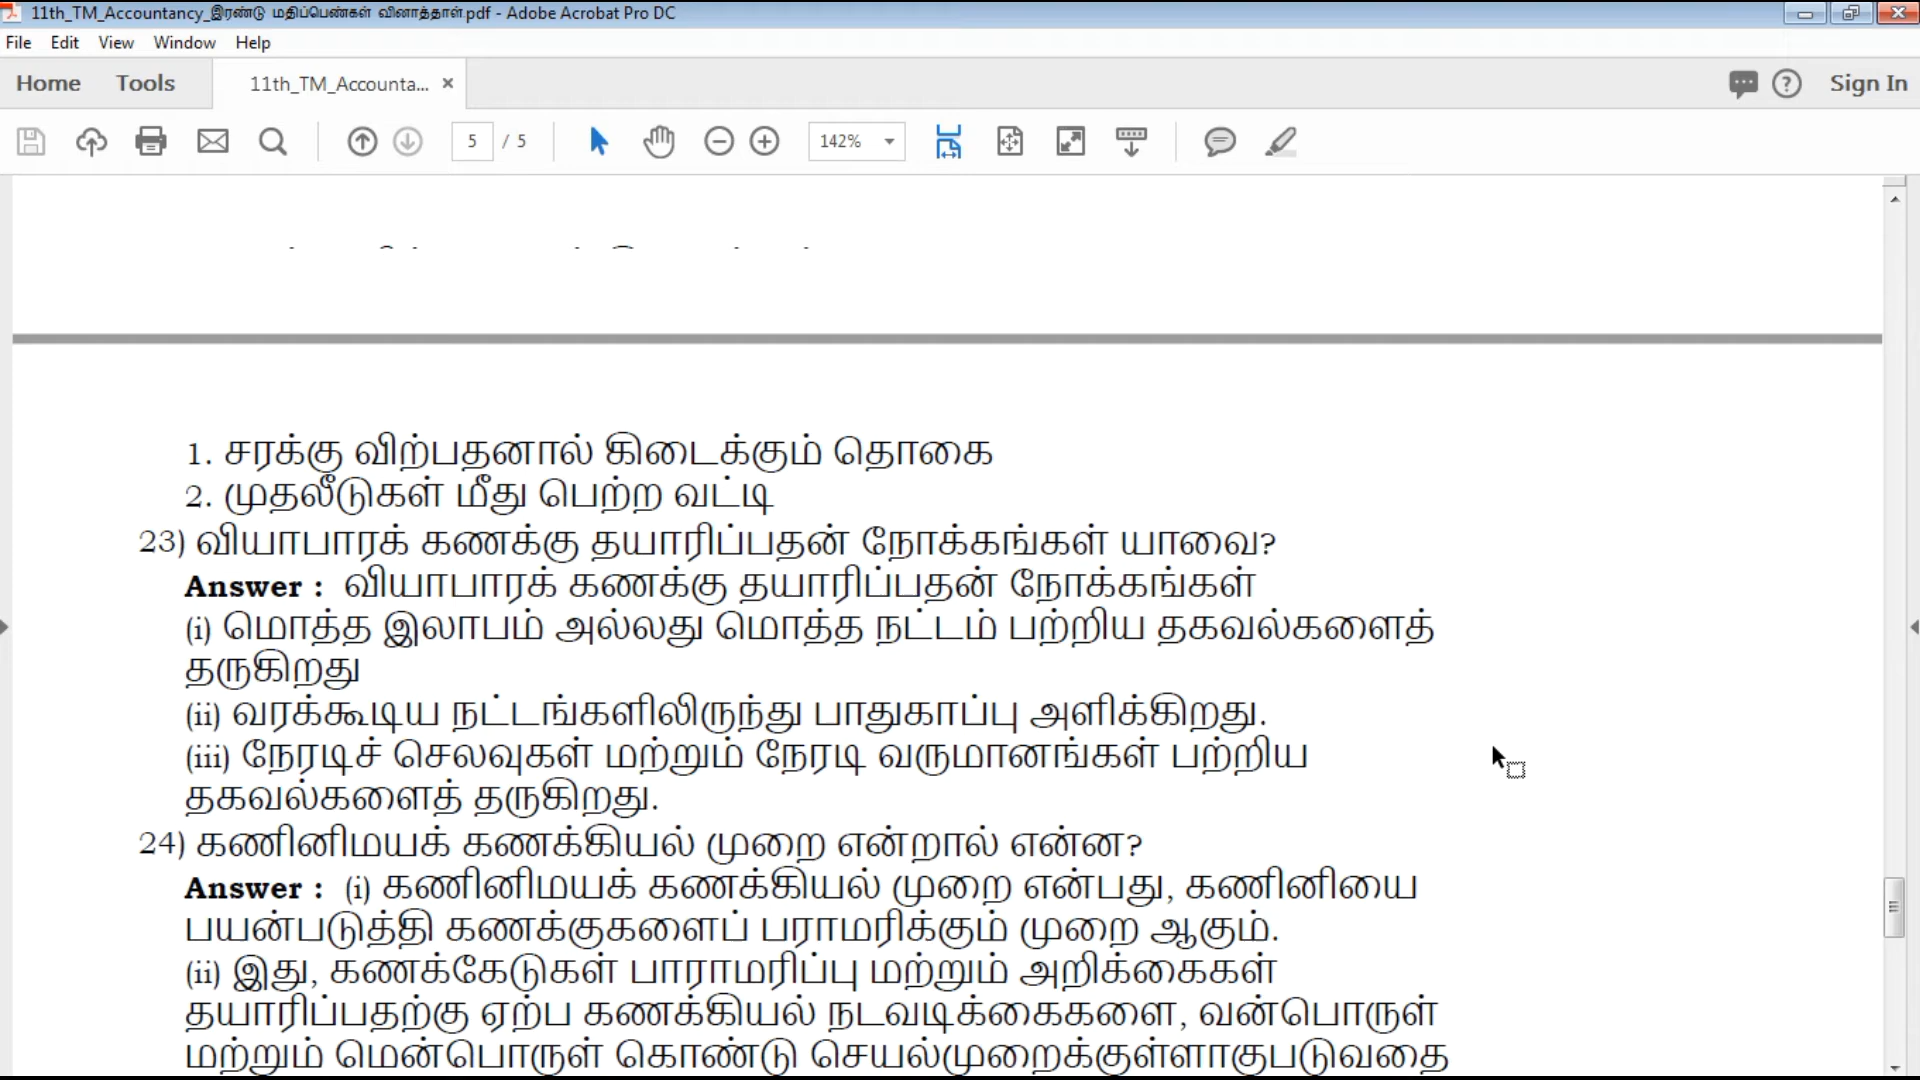 11th_TM_Accountancy_இரண்டு மதிப்பெண்கள் வினாத்தாள்.pdf - Adobe Acrobat Pro DC
File Edit View Window Help
Home Tools 11th_TM_Accounta... × Sign In
5 / 5 142%
1. சரக்கு விற்பதனால் கிடைக்கும் தொகை
2. முதலீடுகள் மீது பெற்ற வட்டி
23) வியாபாரக் கணக்கு தயாரிப்பதன் நோக்கங்கள் யாவை?
Answer : வியாபாரக் கணக்கு தயாரிப்பதன் நோக்கங்கள்
(i) மொத்த இலாபம் அல்லது மொத்த நட்டம் பற்றிய தகவல்களைத்
தருகிறது
(ii) வரக்கூடிய நட்டங்களிலிருந்து பாதுகாப்பு அளிக்கிறது.
(iii) நேரடிச் செலவுகள் மற்றும் நேரடி வருமானங்கள் பற்றிய
தகவல்களைத் தருகிறது.
24) கணினிமயக் கணக்கியல் முறை என்றால் என்ன?
Answer : (i) கணினிமயக் கணக்கியல் முறை என்பது, கணினியை
பயன்படுத்தி கணக்குகளைப் பராமரிக்கும் முறை ஆகும்.
(ii) இது, கணக்கேடுகள் பாராமரிப்பு மற்றும் அறிக்கைகள்
தயாரிப்பதற்கு ஏற்ப கணக்கியல் நடவடிக்கைகளை, வன்பொருள்
மற்றும் மென்பொருள் கொண்டு செயல்முறைக்குள்ளாகுபடுவதை